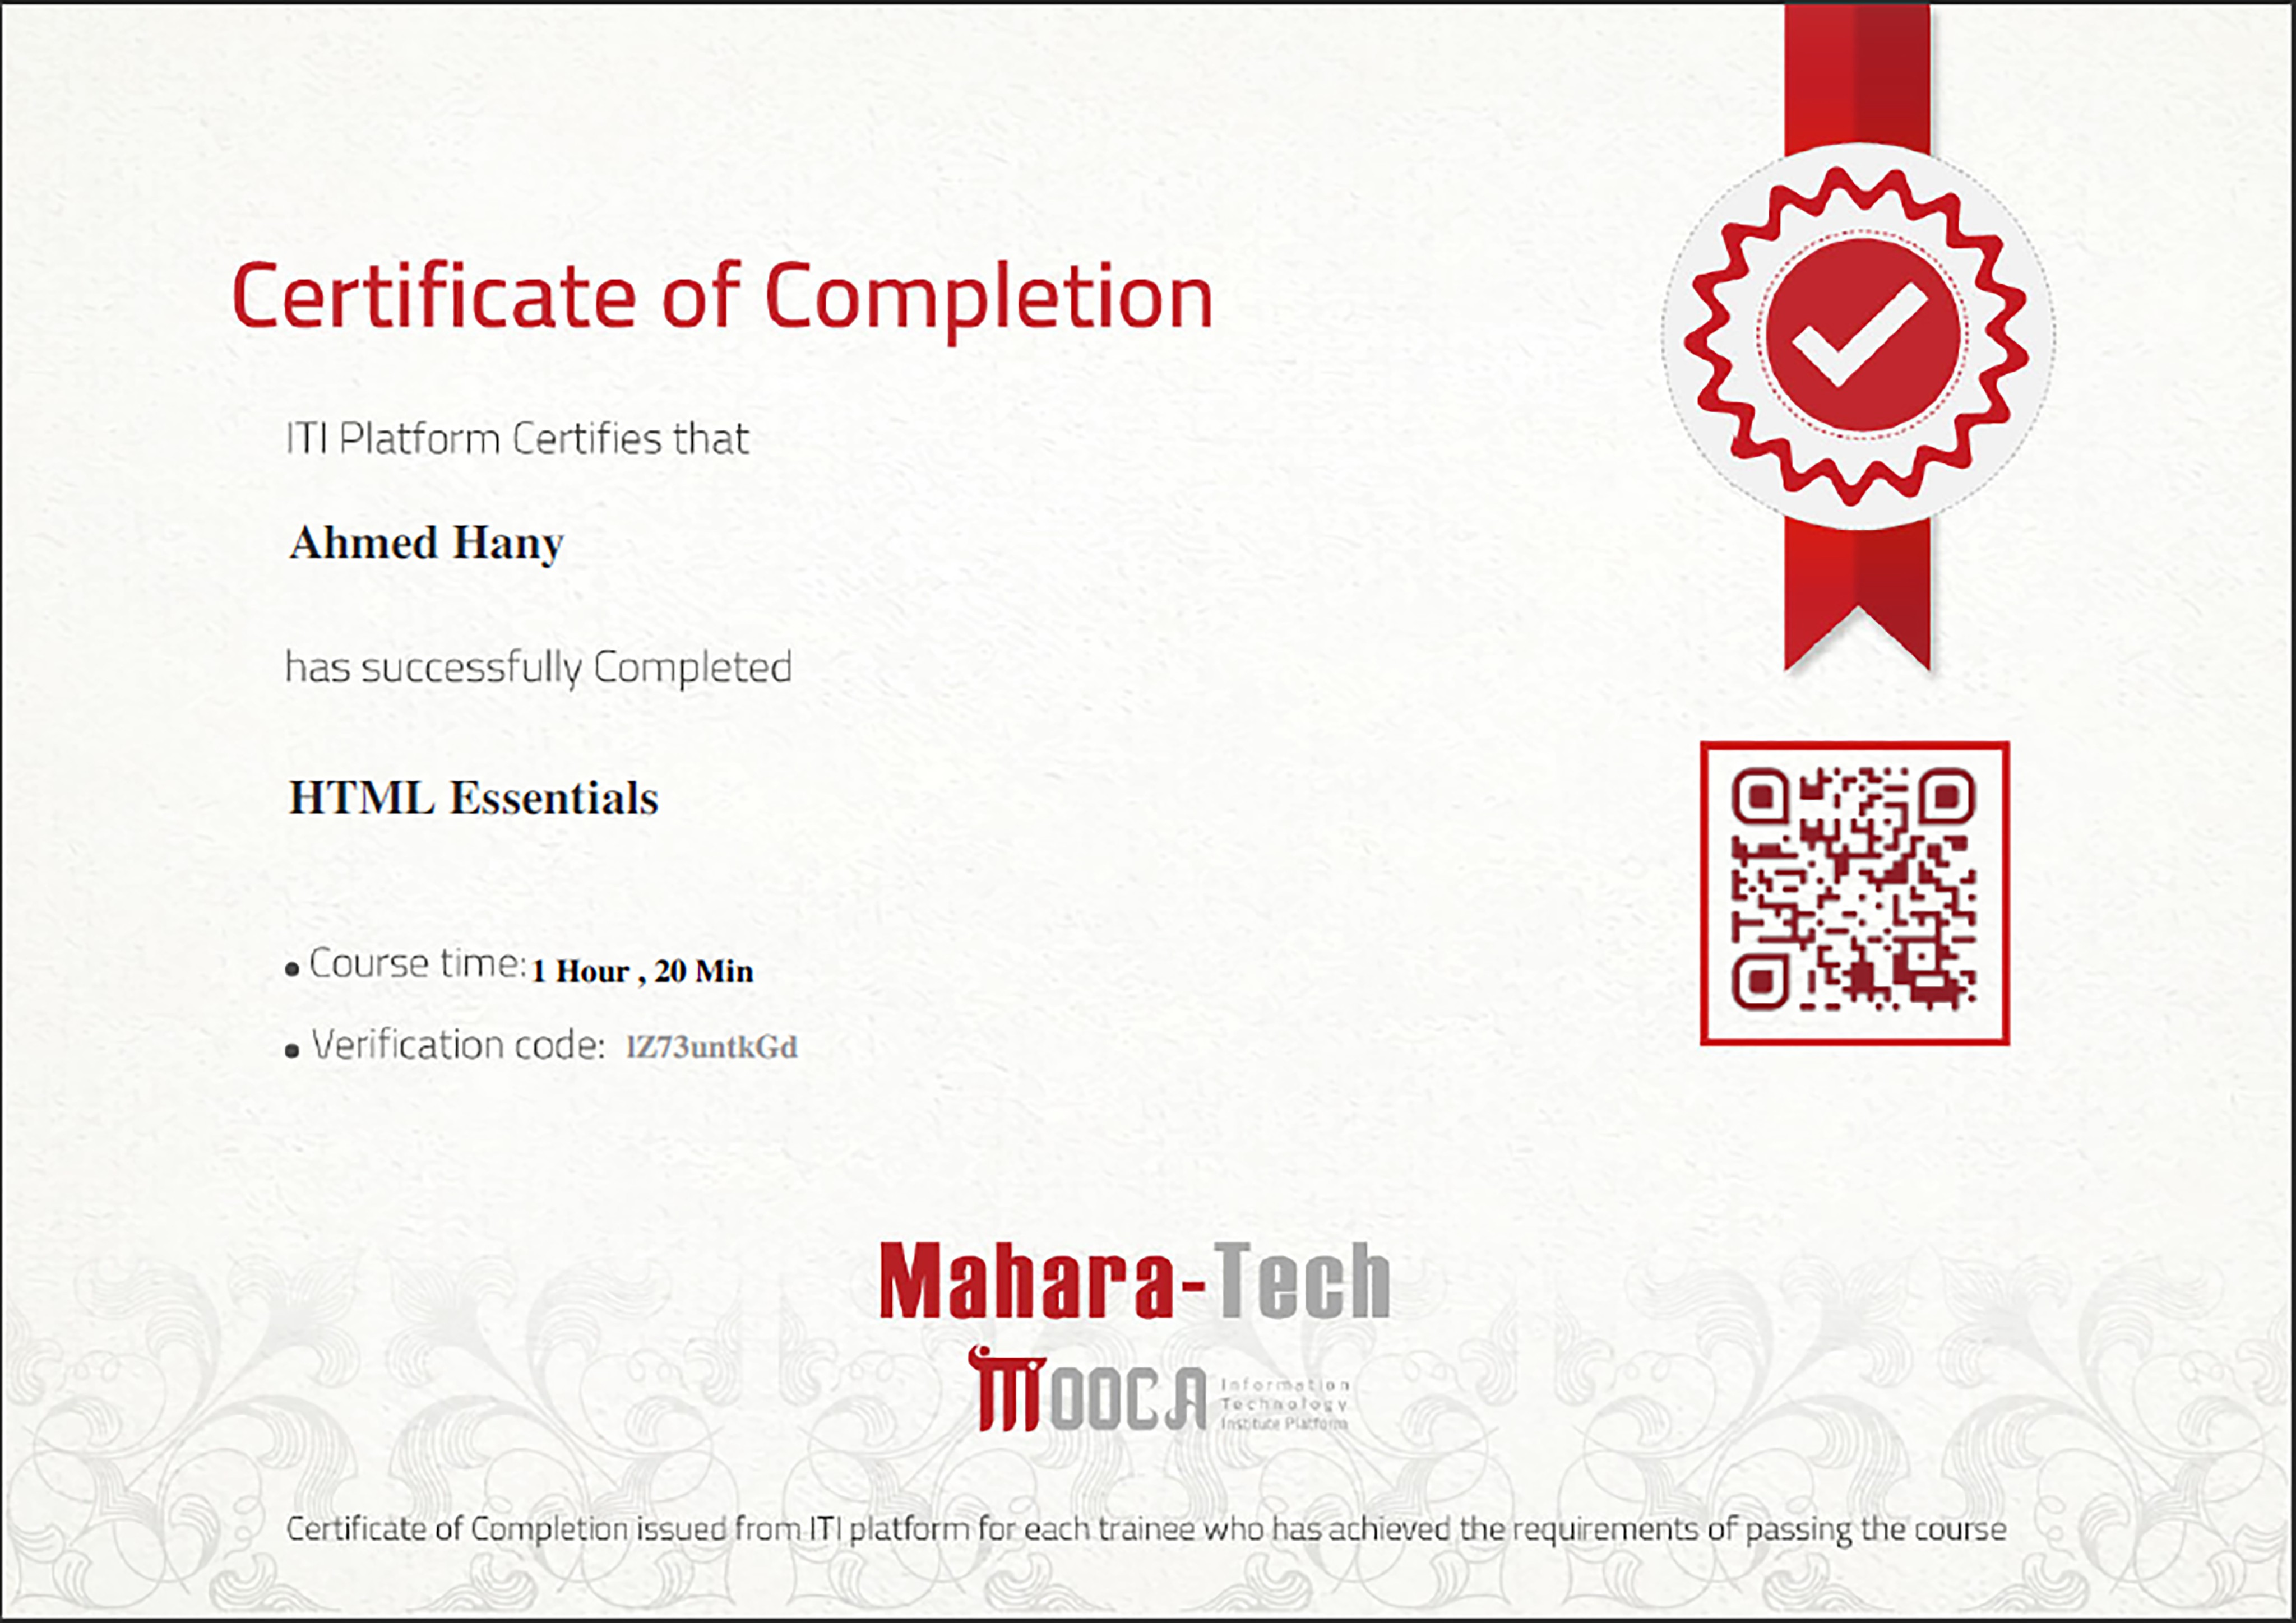 Certificate of Completion
ITI Platform Certifies that
Ahmed Hany
has successfully Completed
HTML Essentials
• Course time: 1 Hour , 20 Min
• Verification code: lZ73untkGd
Mahara-Tech
MOOCA
Information
Technology
Institute Platform
Certificate of Completion issued from ITI platform for each trainee who has achieved the requirements of passing the course